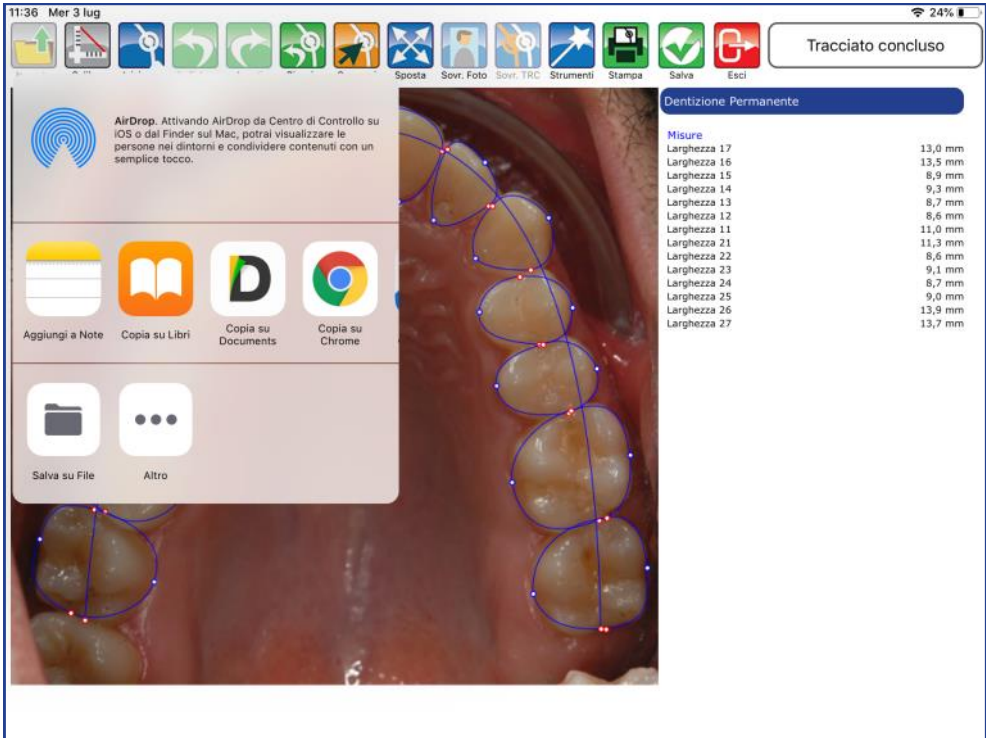 11:36 Mer 3 lug
24%
Sposta
Sovr. Foto
Sovr. TRC
Strumenti
Stampa
Salva
Esci
Tracciato concluso
AirDrop. Attivando AirDrop da Centro di Controllo su
iOS o dal Finder sul Mac, potrai visualizzare le
persone nei dintorni e condividere contenuti con un
semplice tocco.
Aggiungi a Note
Copia su Libri
Copia su
Documents
Copia su
Chrome
Salva su File
Altro
Dentizione Permanente
Misure
Larghezza 17 13,0 mm
Larghezza 16 13,5 mm
Larghezza 15 8,9 mm
Larghezza 14 9,3 mm
Larghezza 13 8,7 mm
Larghezza 12 8,6 mm
Larghezza 11 11,0 mm
Larghezza 21 11,3 mm
Larghezza 22 8,6 mm
Larghezza 23 9,1 mm
Larghezza 24 8,7 mm
Larghezza 25 9,0 mm
Larghezza 26 13,9 mm
Larghezza 27 13,7 mm